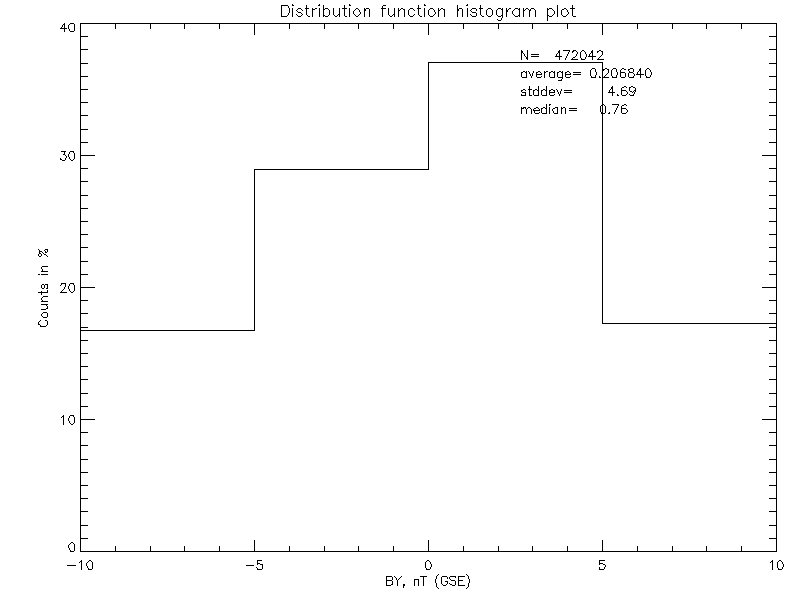 Distribution function histogram plot
40
N= 472042
average= 0.206840
stddev= 4.69
median= 0.76
30
20
10
0
Counts in %
-10 -5 0 5 10
BY, nT (GSE)